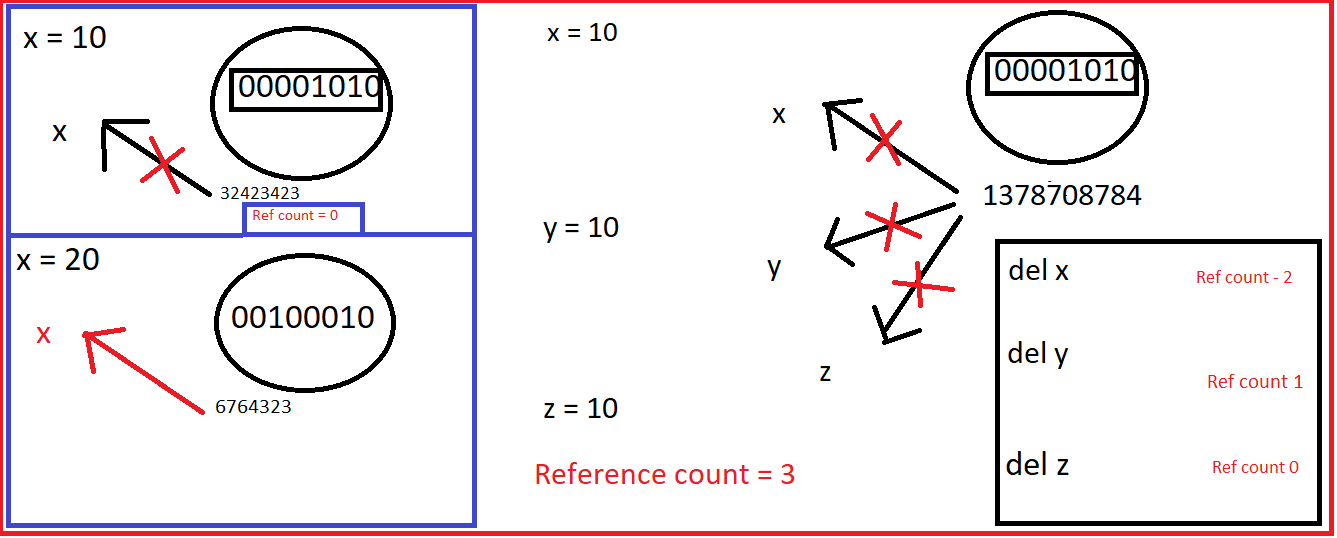 x = 10
00001010
x
32423423
Ref count = 0
x = 20
00100010
x
6764323
x = 10
00001010
x
1378708784
y = 10
y
z
z = 10
Reference count = 3
del x
Ref count - 2
del y
Ref count 1
del z
Ref count 0